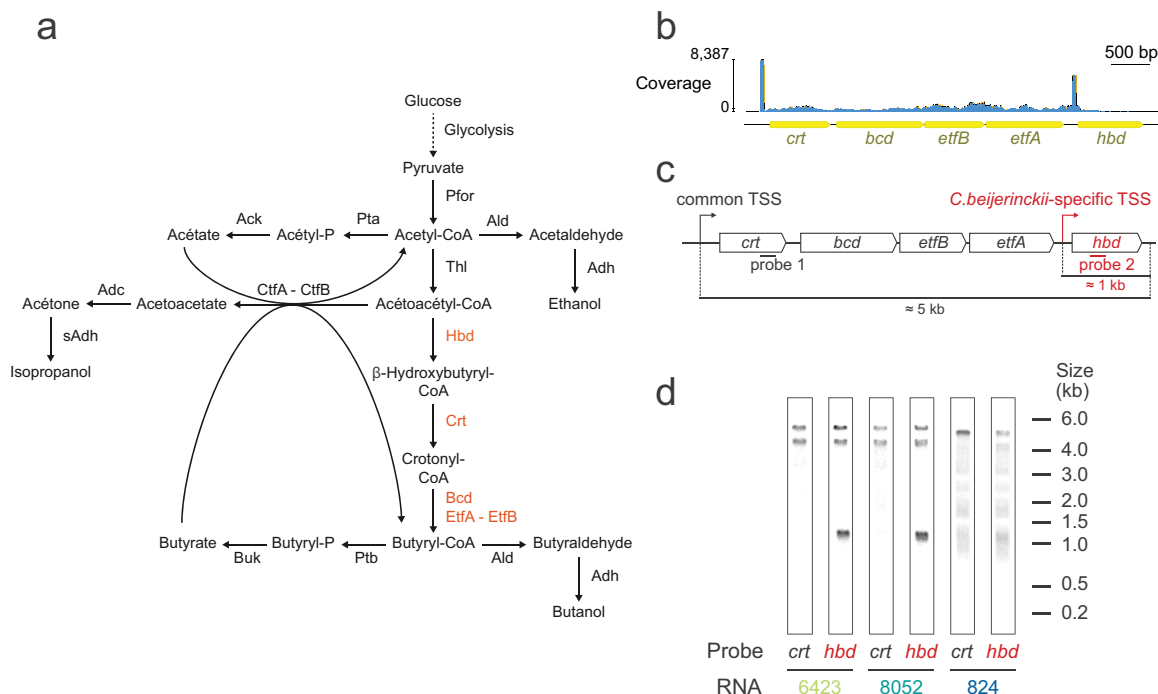 a
Glucose
Glycolysis
Pyruvate
Pfor
Ack
Pta
Ald
Acétate
Acétyl-P
Acetyl-CoA
Acetaldehyde
Thl
Adh
Adc
CtfA - CtfB
Acétone
Acetoacetate
Acétoacétyl-CoA
Ethanol
sAdh
Hbd
Isopropanol
β-Hydroxybutyryl-
CoA
Crt
Crotonyl-
CoA
Bcd
EtfA - EtfB
Butyrate
Butyryl-P
Butyryl-CoA
Butyraldehyde
Buk
Ptb
Ald
Adh
Butanol
b
8,387
500 bp
Coverage
0
crt
bcd
etfB
etfA
hbd
c
common TSS
C.beijerinckii-specific TSS
crt
bcd
etfB
etfA
hbd
probe 1
probe 2
≈ 1 kb
≈ 5 kb
d
Size
(kb)
6.0
4.0
3.0
2.0
1.5
1.0
0.5
0.2
Probe crt hbd crt hbd crt hbd
RNA 6423 8052 824